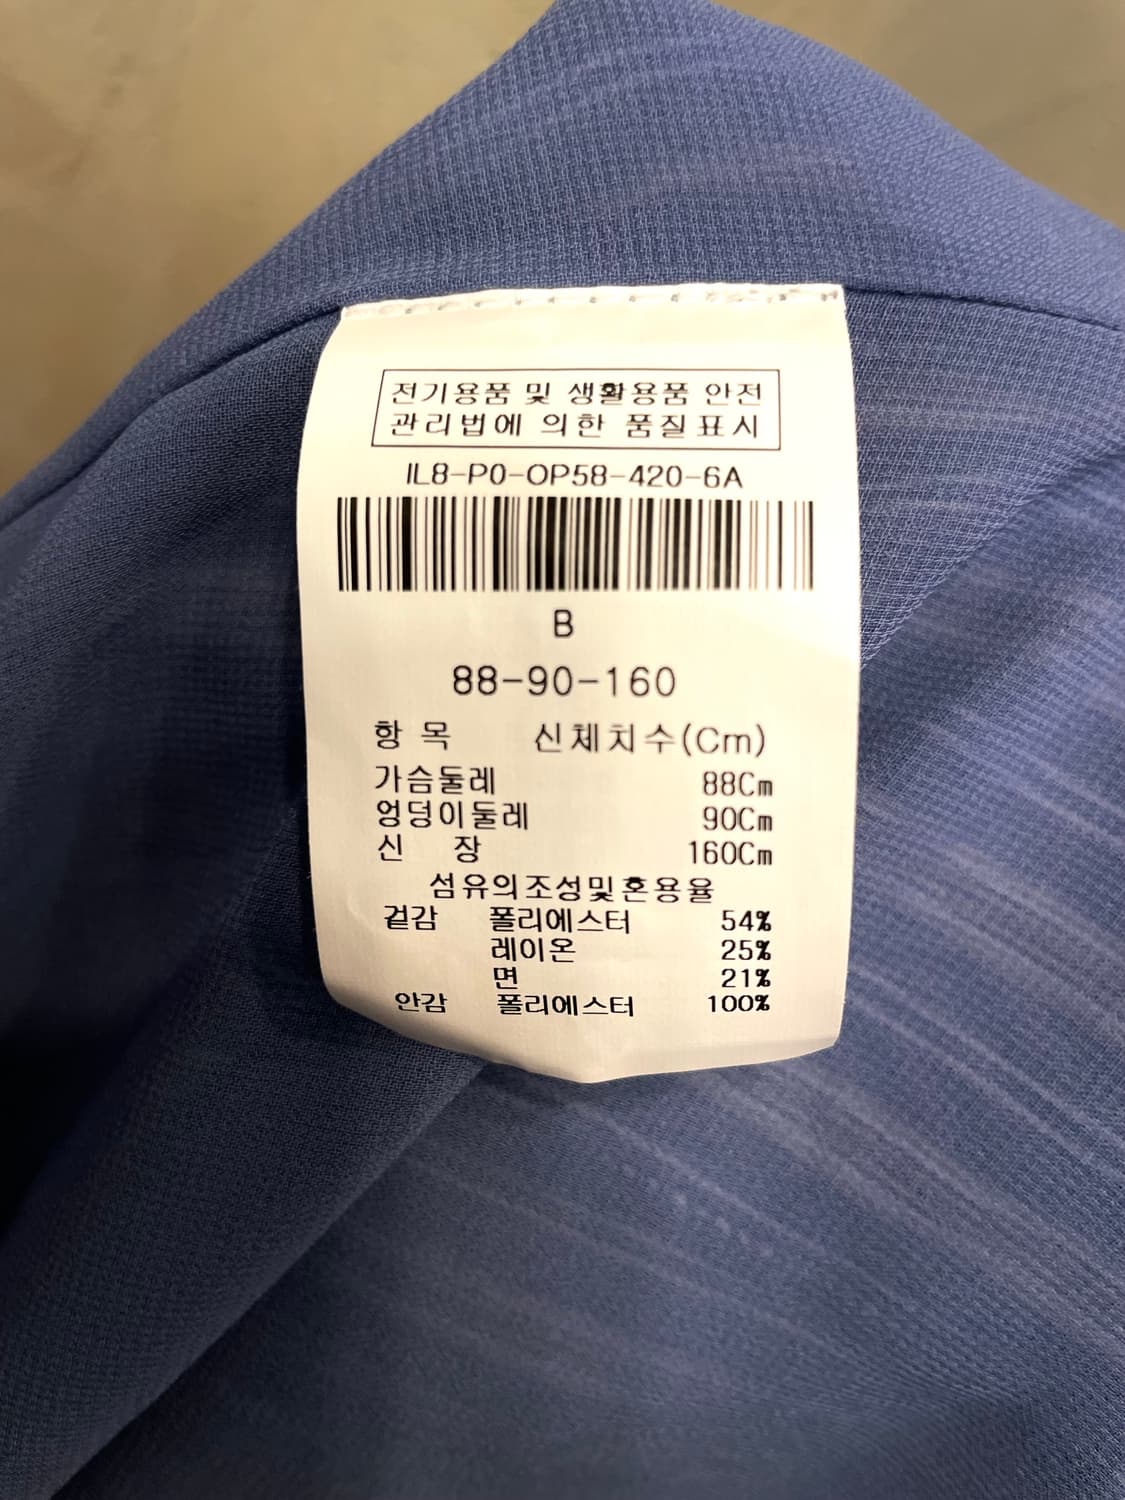 전기용품 및 생활용품 안전
관리법에 의한 품질표시
IL8-P0-OP58-420-6A
B
88-90-160
항 목 신체치수(Cm)
가슴둘레 88Cm
엉덩이둘레 90Cm
신 장 160Cm
섬유의조성및혼용율
겉감 폴리에스터 54%
레이온 25%
면 21%
안감 폴리에스터 100%